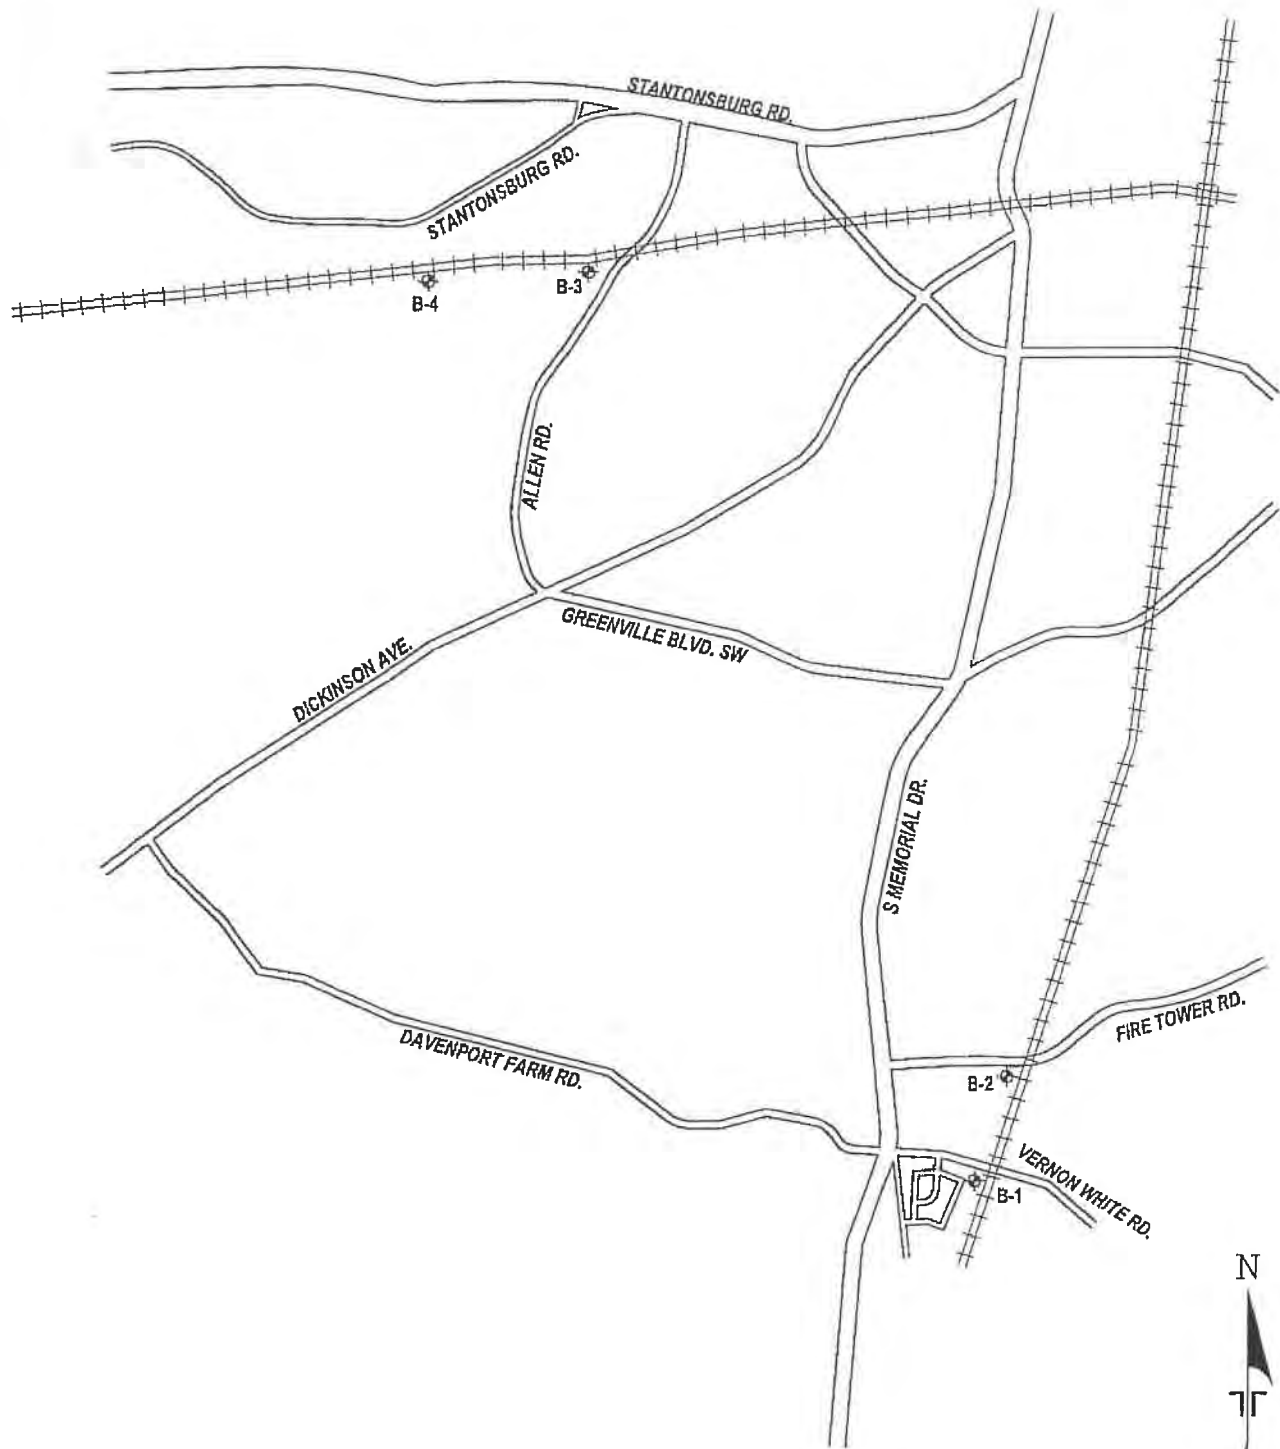 STANTONSBURG RD.
STANTONSBURG RD.
B-4
B-3
ALLEN RD.
GREENVILLE BLVD. SW
DICKINSON AVE.
S MEMORIAL DR.
FIRE TOWER RD.
DAVENPORT FARM RD.
B-2
VERNON WHITE RD.
B-1
N